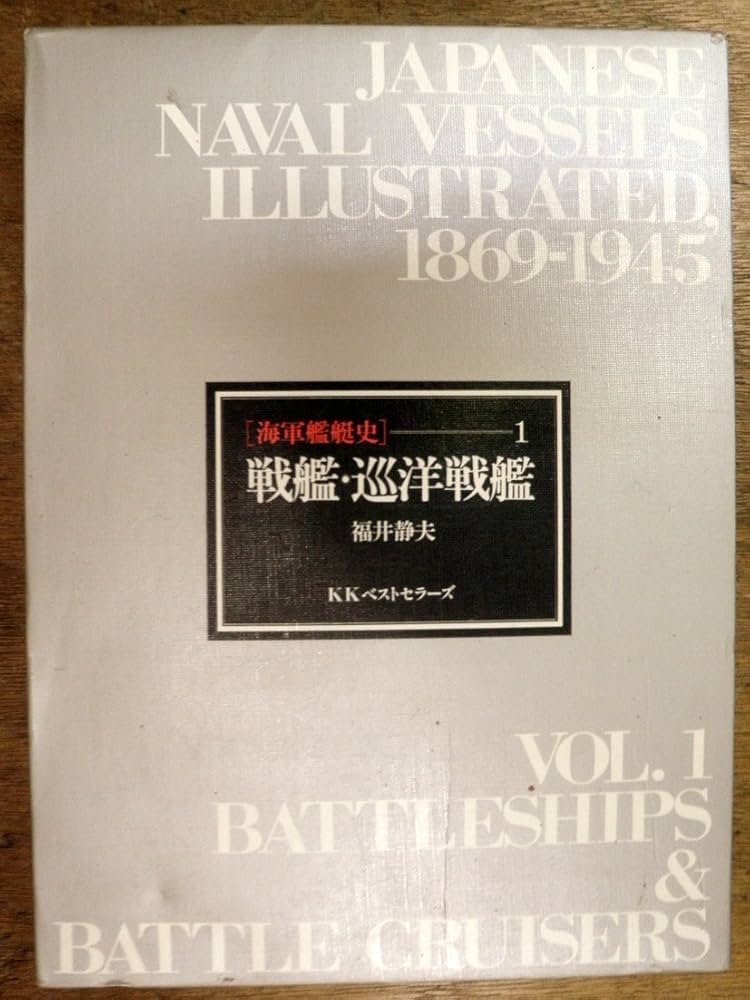 JAPANESE
NAVAL VESSELS
ILLUSTRATED,
1869-1945
[海軍艦艇史]―――1
戦艦・巡洋戦艦
福井静夫
KKベストセラーズ
VOL. 1
BATTLESHIPS
&
BATTLE CRUISERS